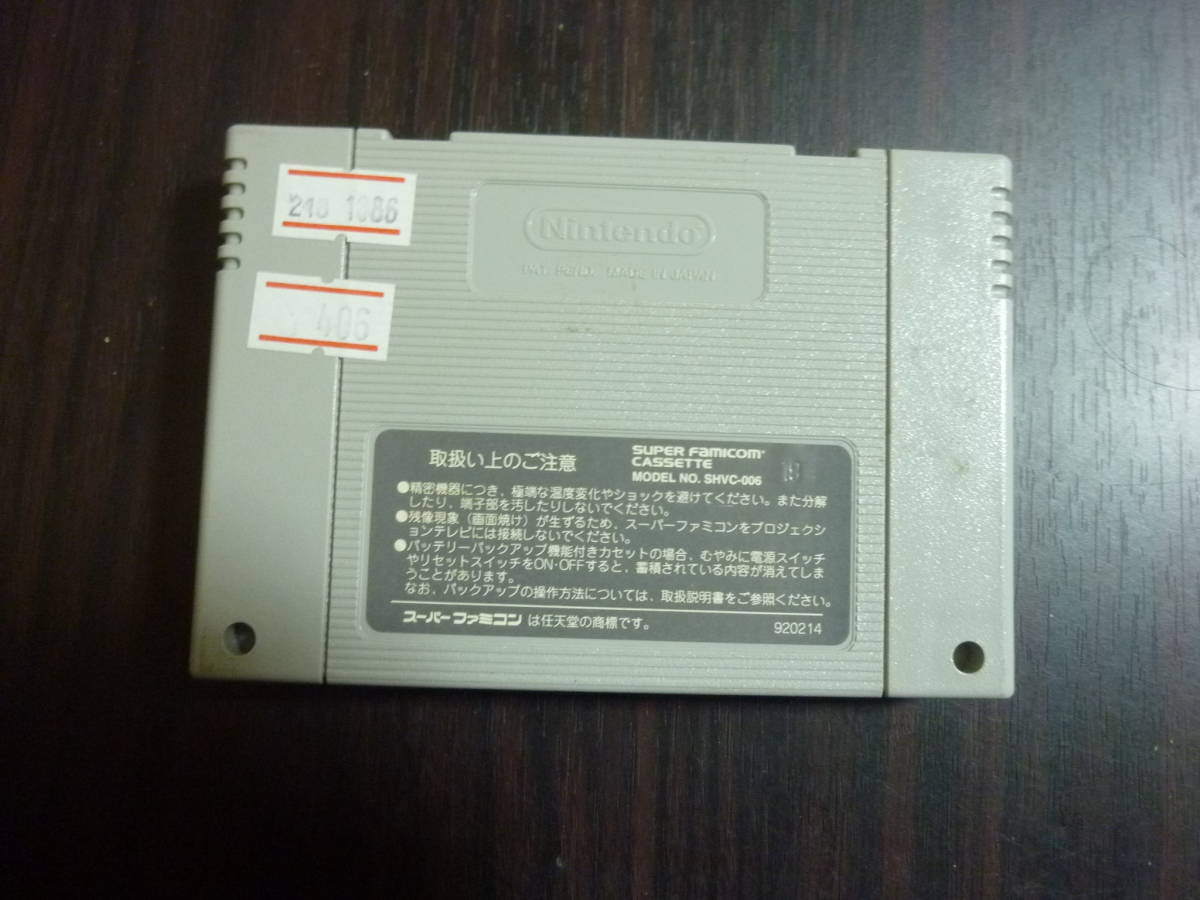 218 1086
406
Nintendo
PAT. PEND. MADE IN JAPAN
取扱い上のご注意
SUPER FAMICOM
CASSETTE
MODEL NO. SHVC-006
●精密機器につき、極端な温度変化やショックを避けてください。また分解
したり、端子部を汚したりしないでください。
●残像現象（画面焼け）が生ずるため、スーパーファミコンをプロジェクシ
ョンテレビには接続しないでください。
●バッテリーバックアップ機能付きカセットの場合、むやみに電源スイッチ
やリセットスイッチをON・OFFすると、蓄積されている内容が消えてしま
うことがあります。
なお、バックアップの操作方法については、取扱説明書をご参照ください。
スーパーファミコンは任天堂の商標です。
920214